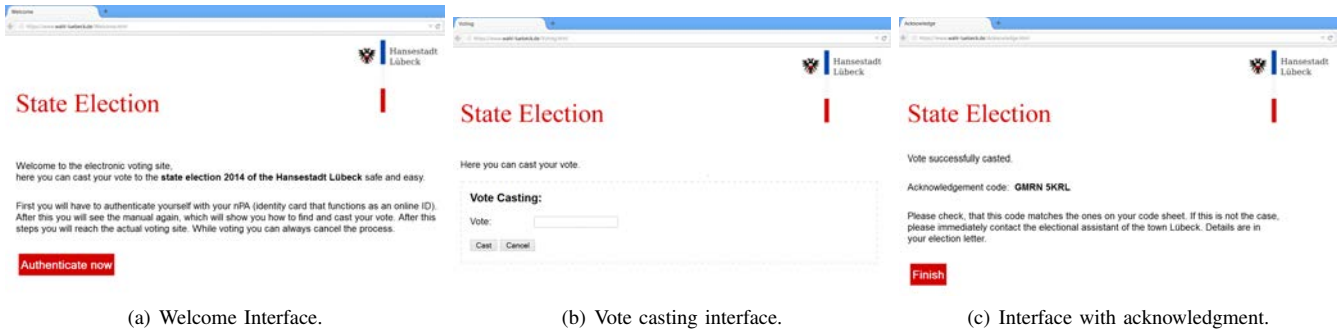 Welcome
Hansestadt
Lübeck
State Election
Welcome to the electronic voting site,
here you can cast your vote to the state election 2014 of the Hansestadt Lübeck safe and easy.
First you will have to authenticate yourself with your nPA (identity card that functions as an online ID).
After this you will see the manual again, which will show you how to find and cast your vote. After this
steps you will reach the actual voting site. While voting you can always cancel the process.
Authenticate now
(a) Welcome Interface.
Voting
Hansestadt
Lübeck
State Election
Here you can cast your vote.
Vote Casting:
Vote:
Cast Cancel
(b) Vote casting interface.
Acknowledge
Hansestadt
Lübeck
State Election
Vote successfully casted.
Acknowledgement code: GMRN 5KRL
Please check, that this code matches the ones on your code sheet. If this is not the case,
please immediately contact the electional assistant of the town Lübeck. Details are in
your election letter.
Finish
(c) Interface with acknowledgment.